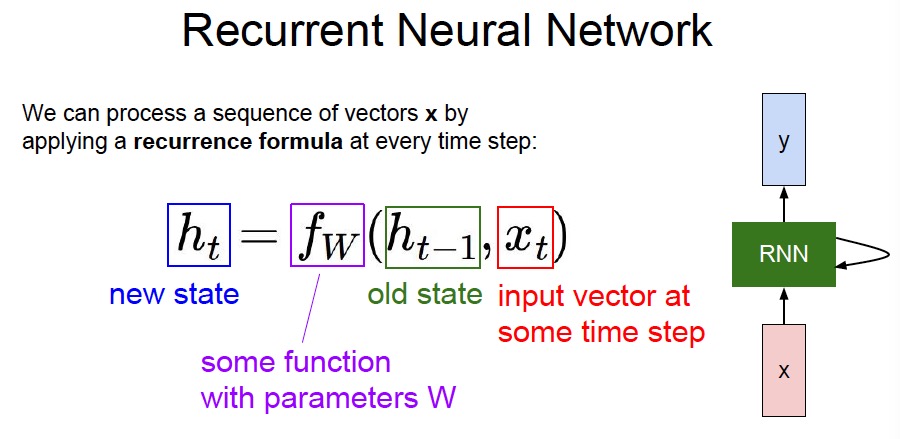 Recurrent Neural Network
We can process a sequence of vectors x by
applying a recurrence formula at every time step:
h_t = f_W(h_{t-1}, x_t)
new state
old state
input vector at
some time step
some function
with parameters W
y
RNN
x